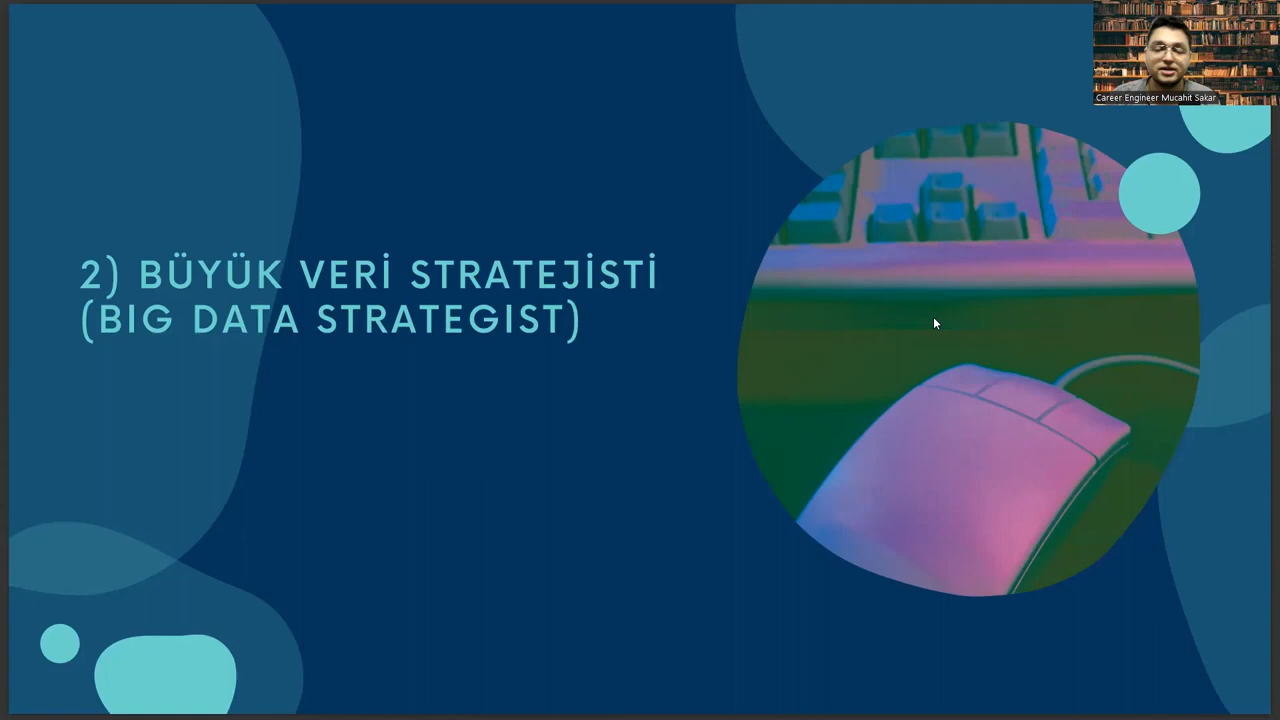 Career Engineer Mucahit Sakar
2) BÜYÜK VERİ STRATEJİSTİ
(BIG DATA STRATEGIST)